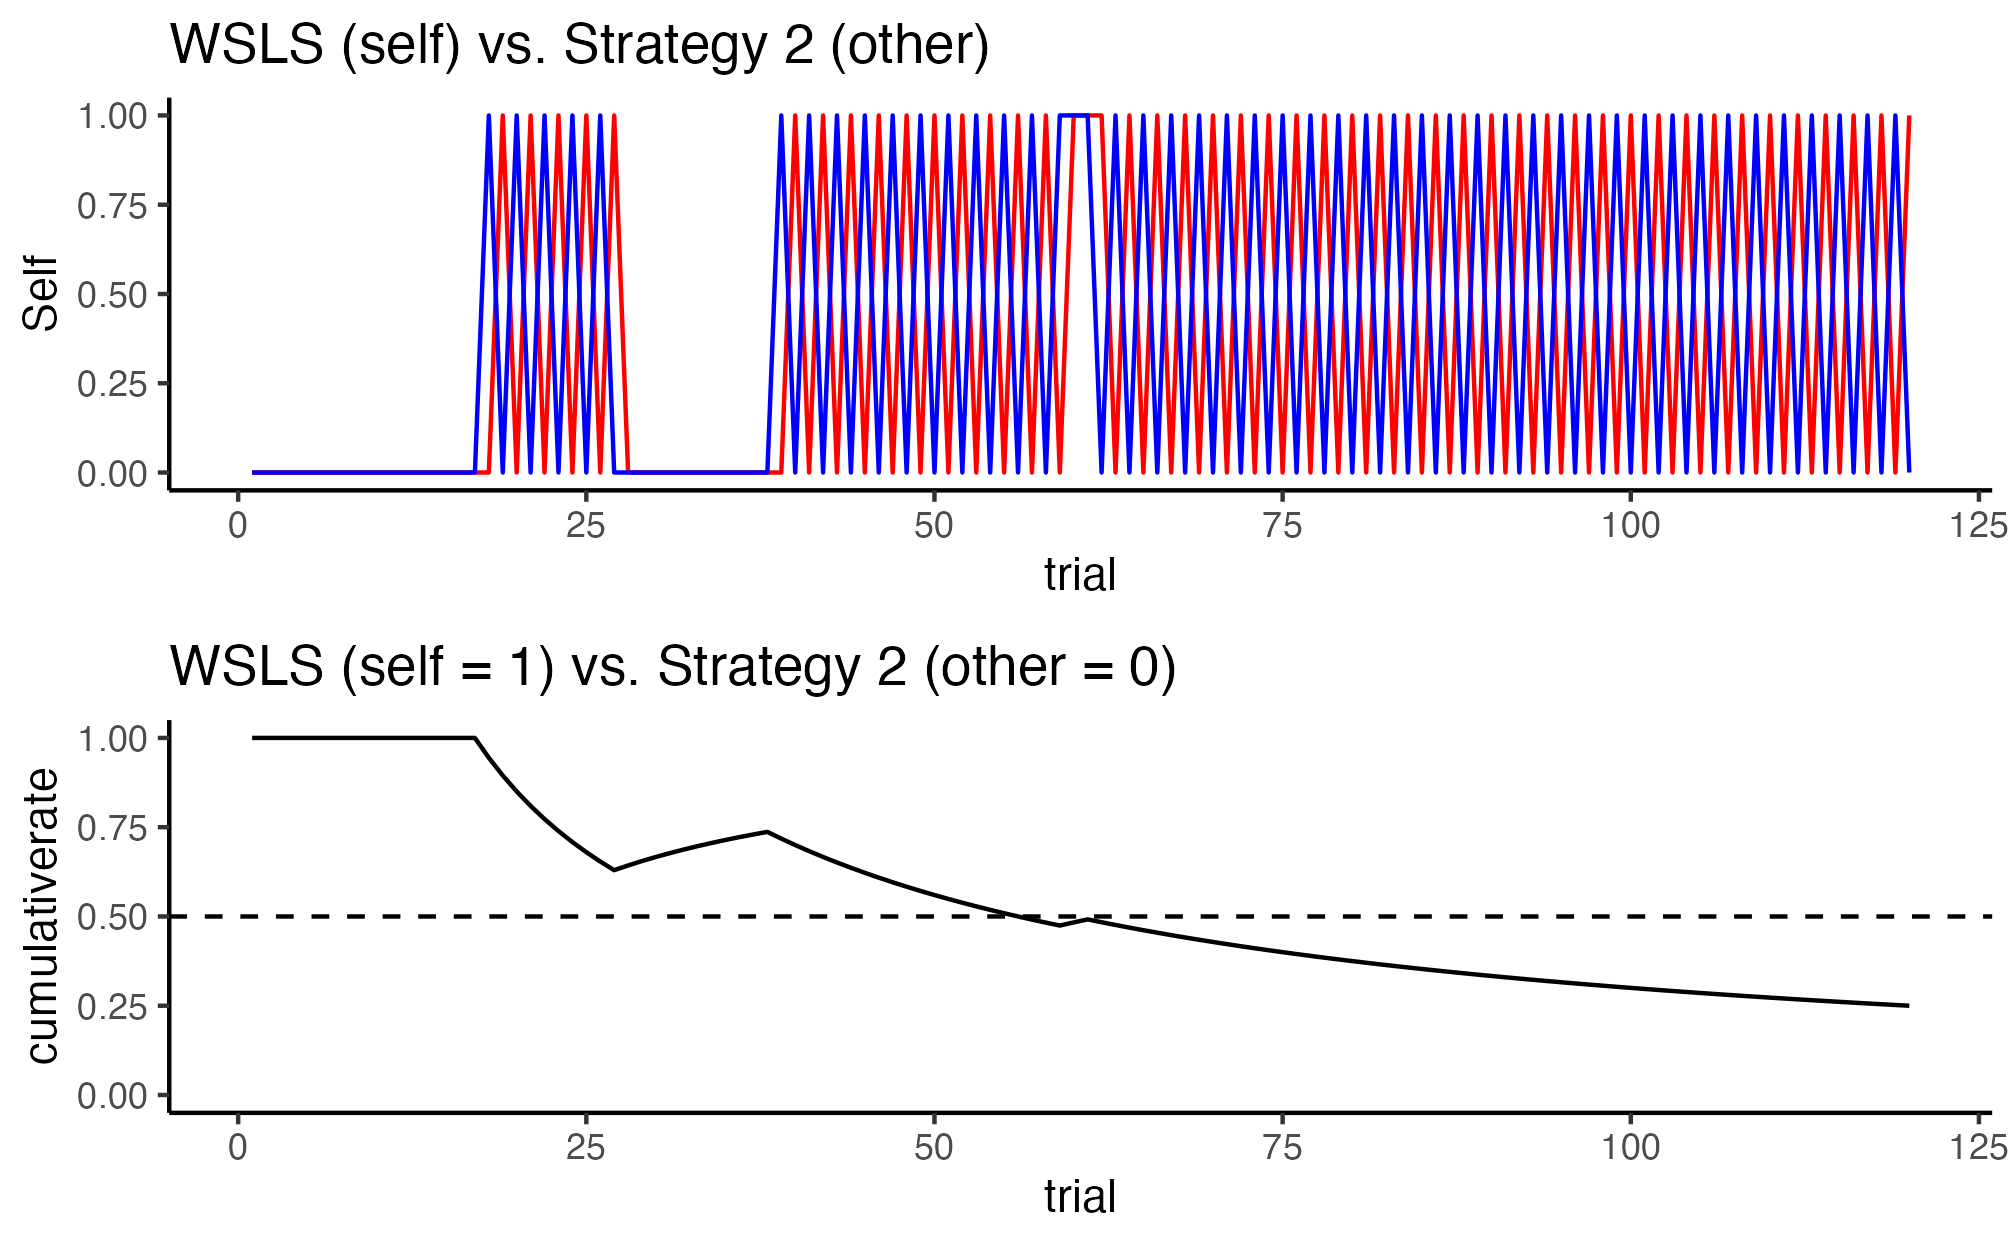 WSLS (self) vs. Strategy 2 (other)
1.00
0.75
0.50
0.25
0.00
Self
0 25 50 75 100 125
trial
WSLS (self = 1) vs. Strategy 2 (other = 0)
1.00
0.75
0.50
0.25
0.00
cumulativerate
0 25 50 75 100 125
trial